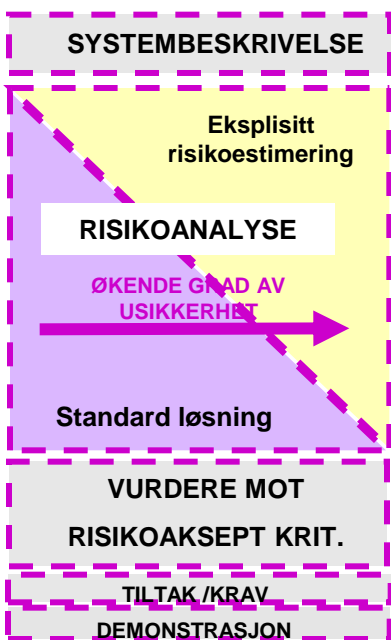 SYSTEMBESKRIVELSE
Eksplisitt
risikoestimering
RISIKOANALYSE
ØKENDE GRAD AV
USIKKERHET
Standard løsning
VURDERE MOT
RISIKOAKSEPT KRIT.
TILTAK /KRAV
DEMONSTRASJON